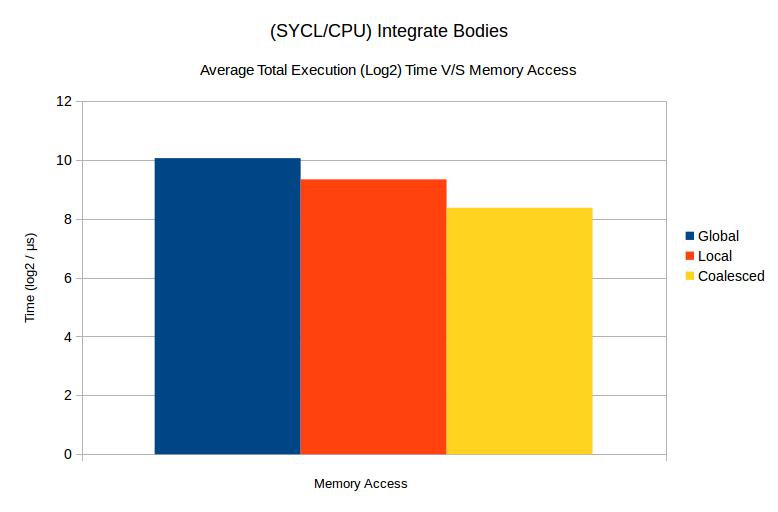 (SYCL/CPU) Integrate Bodies
Average Total Execution (Log2) Time V/S Memory Access
12
10
8
6
4
2
0
Time (log2 / µs)
Memory Access
Global
Local
Coalesced